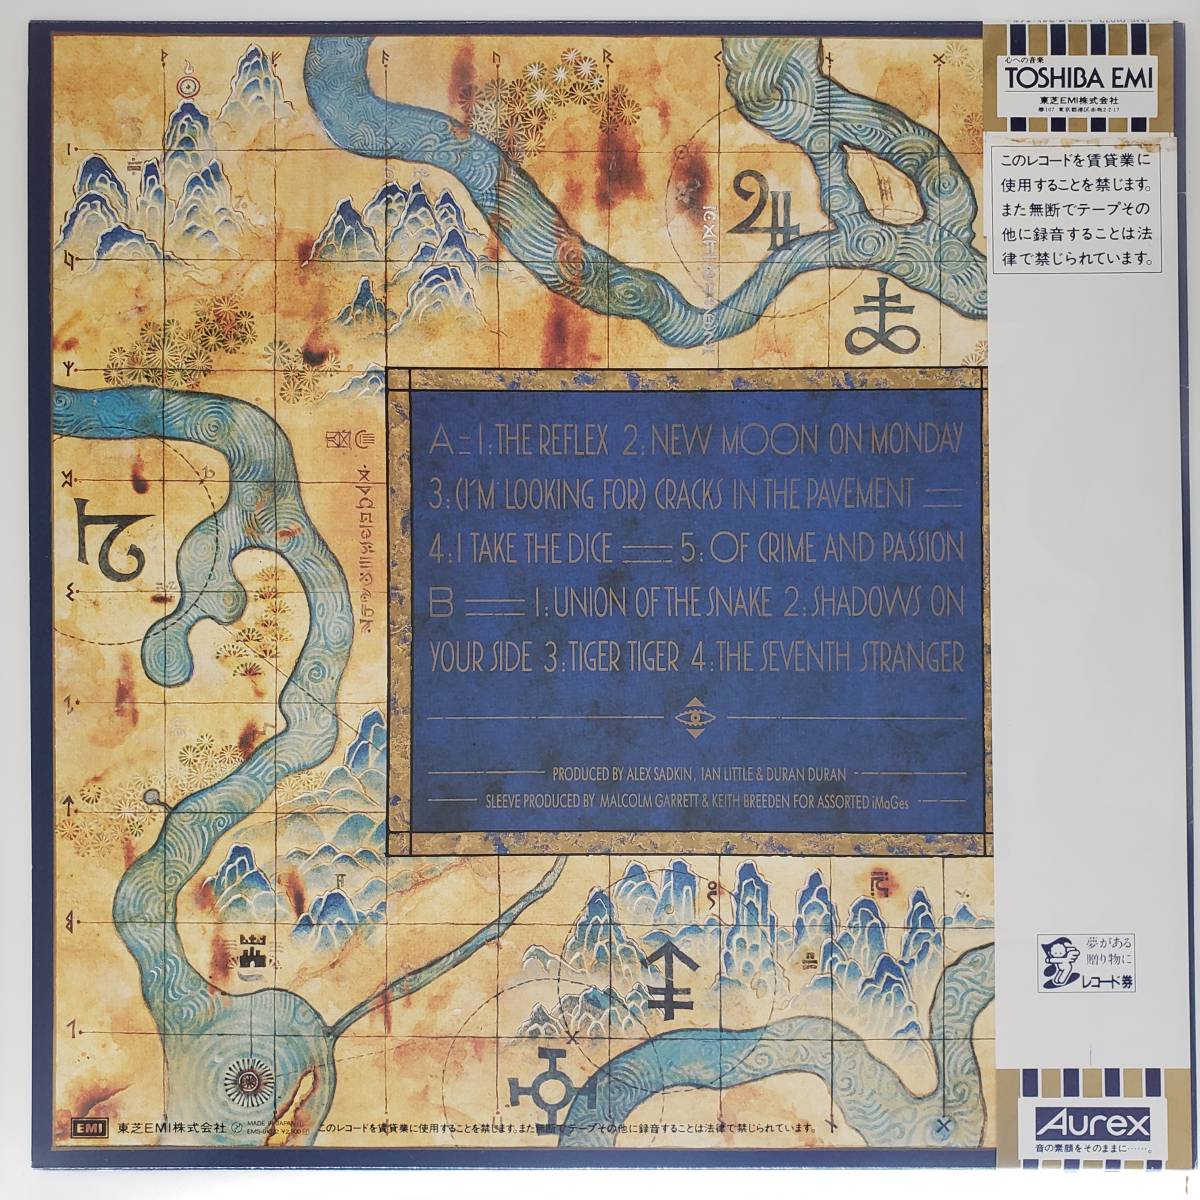 心への音楽
TOSHIBA EMI
東芝EMI株式会社
〒107 東京都港区赤坂2-2-17
このレコードを賃貸業に
使用することを禁じます。
また無断でテープその
他に録音することは法
律で禁じられています。
A=1:THE REFLEX 2:NEW MOON ON MONDAY
3:(I'M LOOKING FOR) CRACKS IN THE PAVEMENT
4:I TAKE THE DICE 5:OF CRIME AND PASSION
B 1:UNION OF THE SNAKE 2:SHADOWS ON
YOUR SIDE 3:TIGER TIGER 4:THE SEVENTH STRANGER
PRODUCED BY ALEX SADKIN, IAN LITTLE & DURAN DURAN
SLEEVE PRODUCED BY MALCOLM GARRETT & KEITH BREEDEN FOR ASSORTED iMaGes
夢がある
贈り物に
レコード券
EMI 東芝EMI株式会社 MADE IN JAPAN
このレコードを賃貸業に使用することを禁じます。また無断でテープその他に録音することは法律で禁じられています。
Aurex
音の素顔をそのままに……。